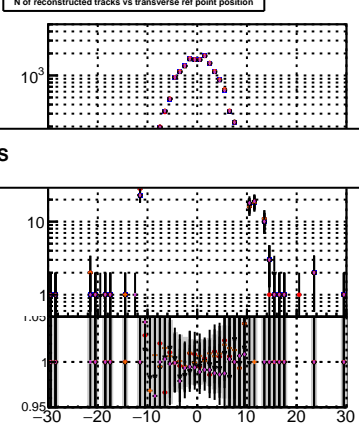 N of reconstructed tracks vs transverse ref point position
10³
s
10
1
1.05
1
0.95
−30 −20 −10 0 10 20 30